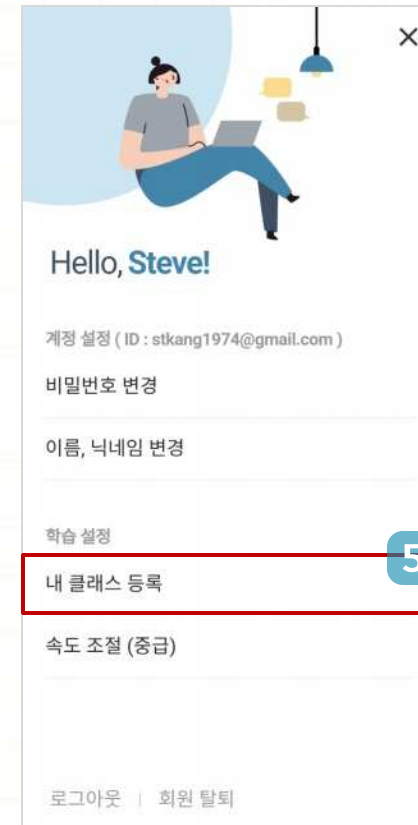 Hello, Steve!
계정 설정 ( ID : stkang1974@gmail.com )
비밀번호 변경
이름, 닉네임 변경
학습 설정
5
내 클래스 등록
속도 조절 (중급)
로그아웃 | 회원 탈퇴